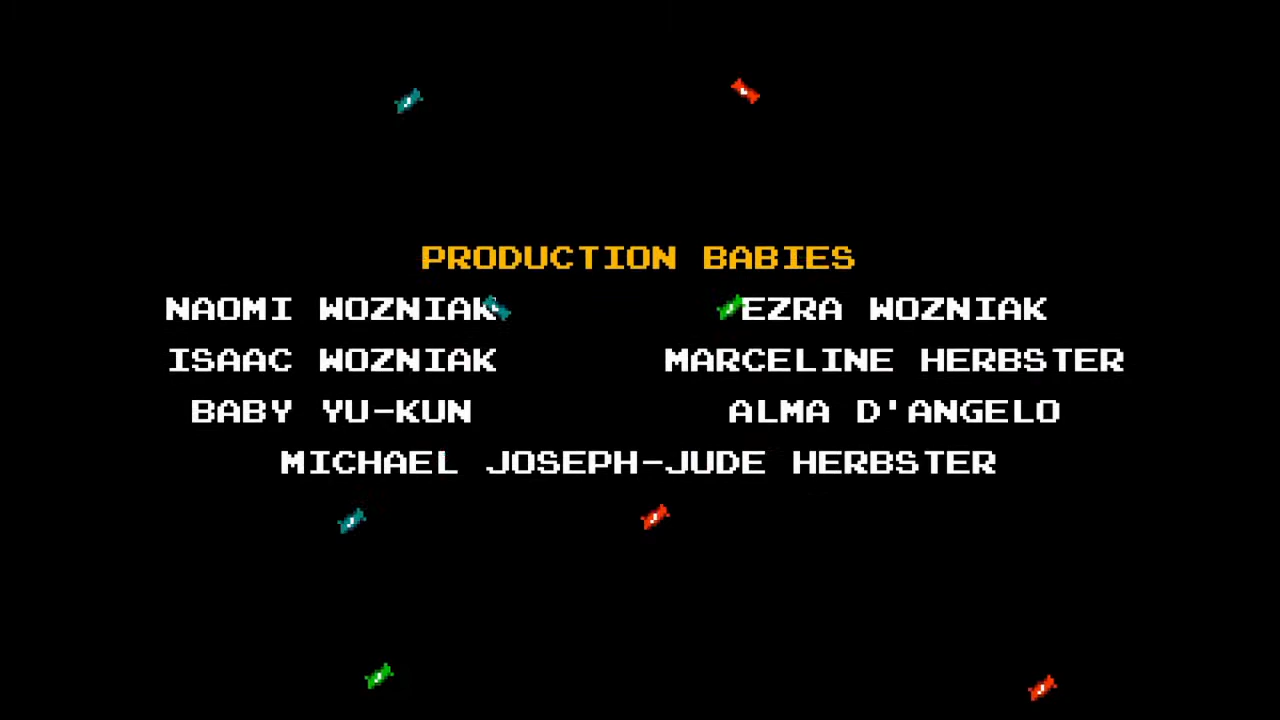 PRODUCTION BABIES
NAOMI WOZNIAK EZRA WOZNIAK
ISAAC WOZNIAK MARCELINE HERBSTER
BABY YU-KUN ALMA D'ANGELO
MICHAEL JOSEPH-JUDE HERBSTER